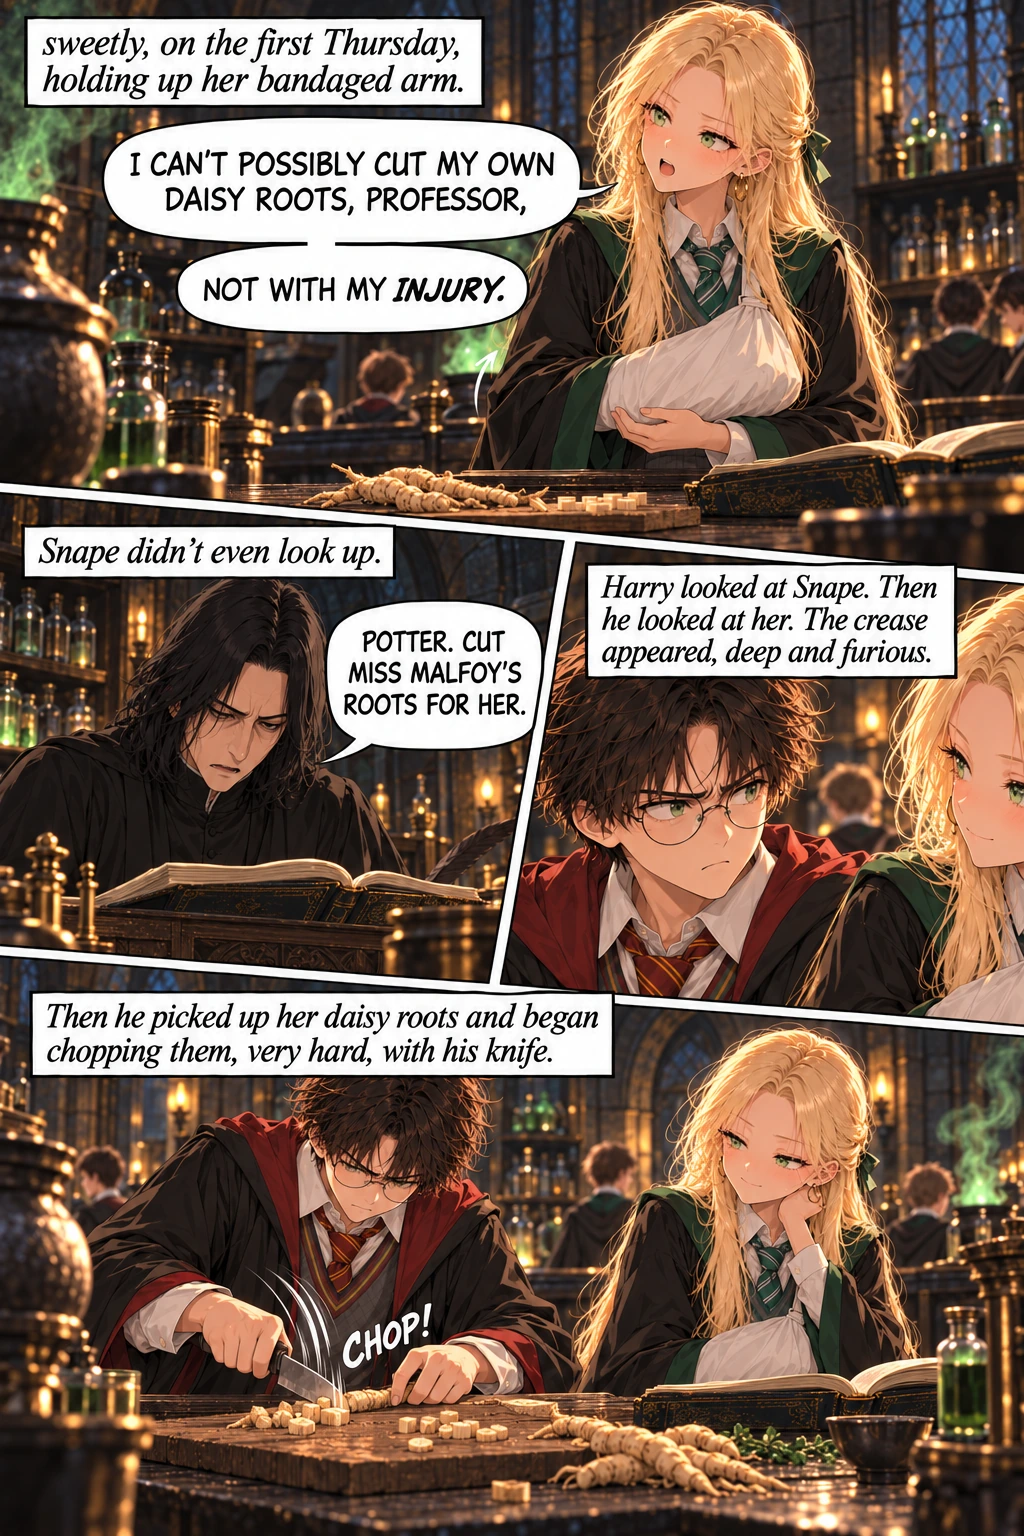 sweetly, on the first Thursday,
holding up her bandaged arm.
I CAN'T POSSIBLY CUT MY OWN
DAISY ROOTS, PROFESSOR,
NOT WITH MY INJURY.
Snape didn't even look up.
POTTER. CUT
MISS MALFOY'S
ROOTS FOR HER.
Harry looked at Snape. Then
he looked at her. The crease
appeared, deep and furious.
Then he picked up her daisy roots and began
chopping them, very hard, with his knife.
CHOP!